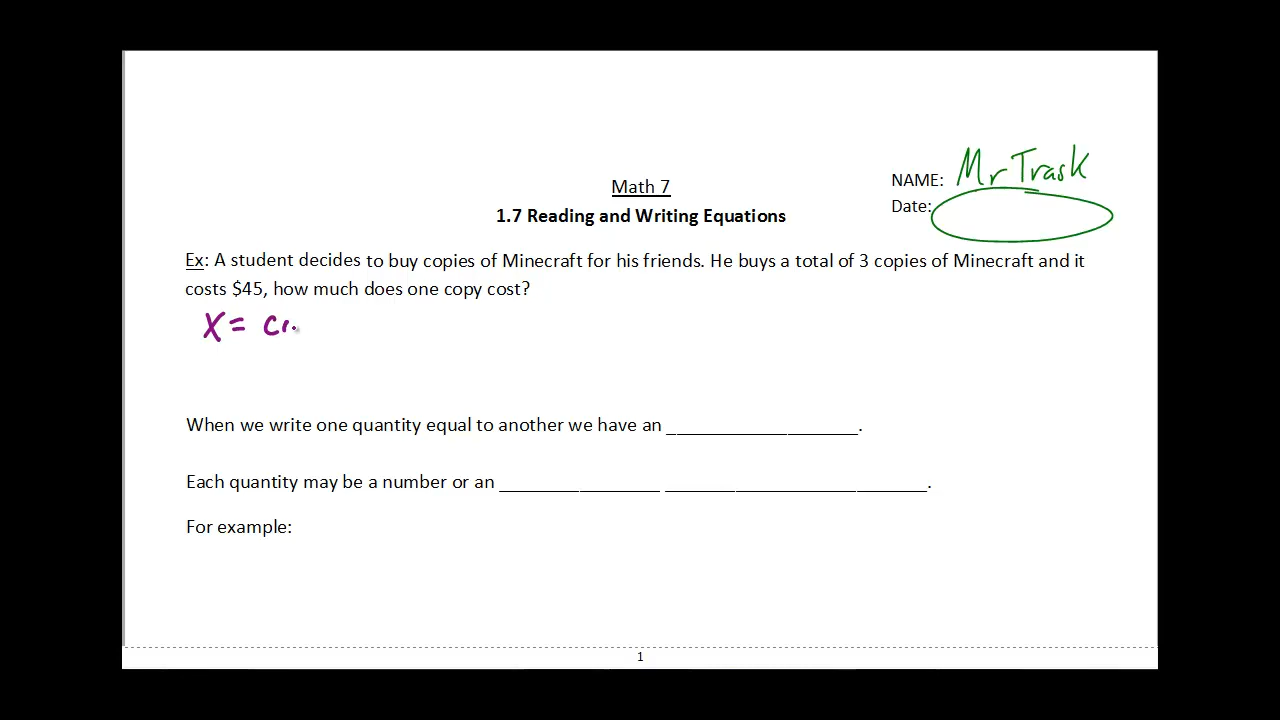 NAME: Mr Trask
Math 7
Date:
1.7 Reading and Writing Equations
Ex: A student decides to buy copies of Minecraft for his friends. He buys a total of 3 copies of Minecraft and it
costs $45, how much does one copy cost?
X =
When we write one quantity equal to another we have an ____________________.
Each quantity may be a number or an ________________ __________________________.
For example:
1